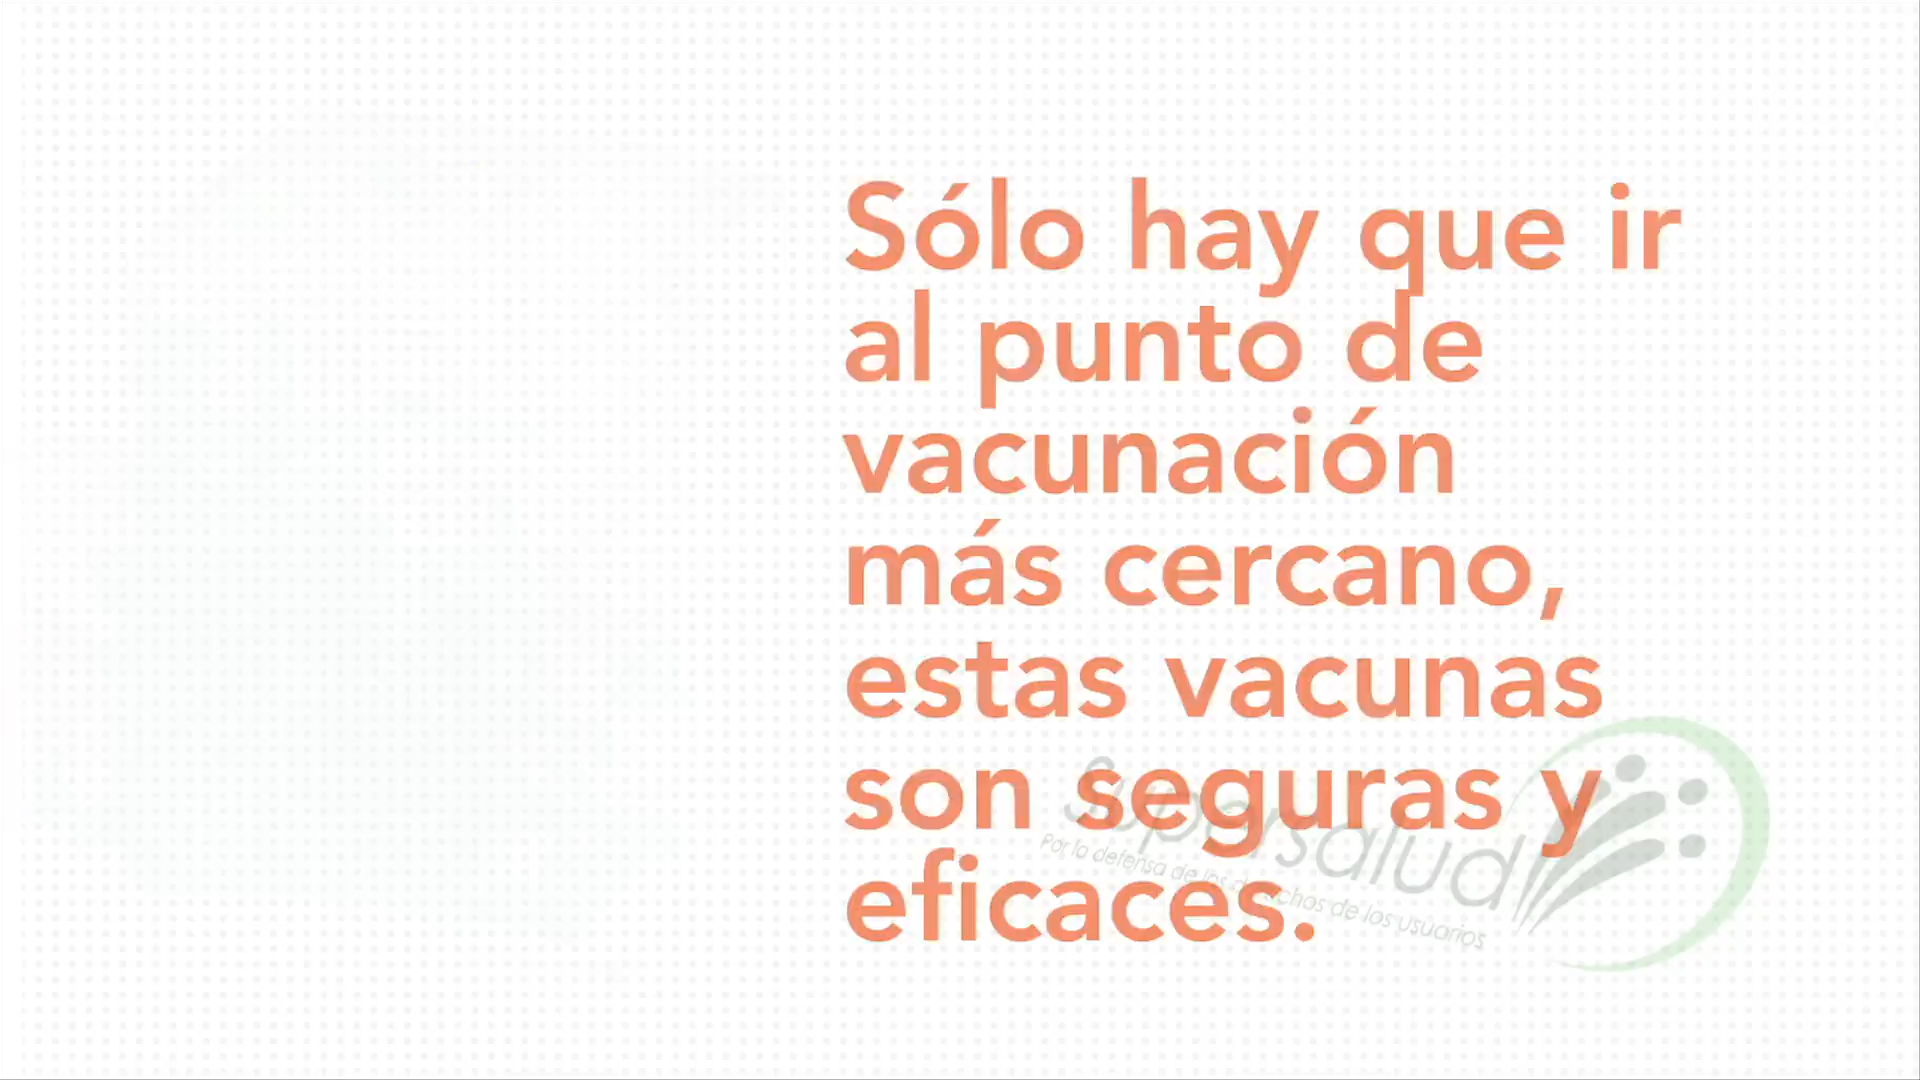 Sólo hay que ir
al punto de
vacunación
más cercano,
estas vacunas
son seguras y
eficaces.
Supersalud
Por la defensa de los derechos de los usuarios